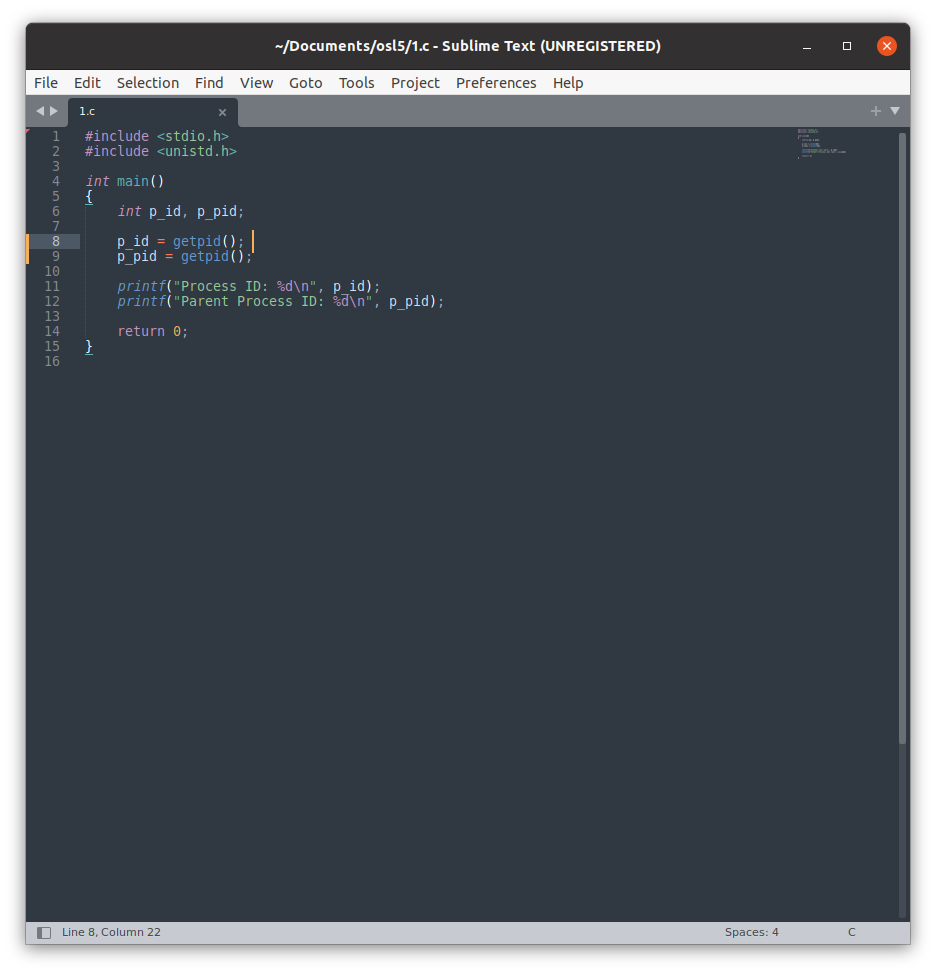 ~/Documents/osl5/1.c - Sublime Text (UNREGISTERED)
File Edit Selection Find View Goto Tools Project Preferences Help
1.c
1 #include <stdio.h>
2 #include <unistd.h>
3
4 int main()
5 {
6     int p_id, p_pid;
7
8     p_id = getpid();
9     p_pid = getpid();
10
11     printf("Process ID: %d\n", p_id);
12     printf("Parent Process ID: %d\n", p_pid);
13
14     return 0;
15 }
16
Line 8, Column 22 Spaces: 4 C